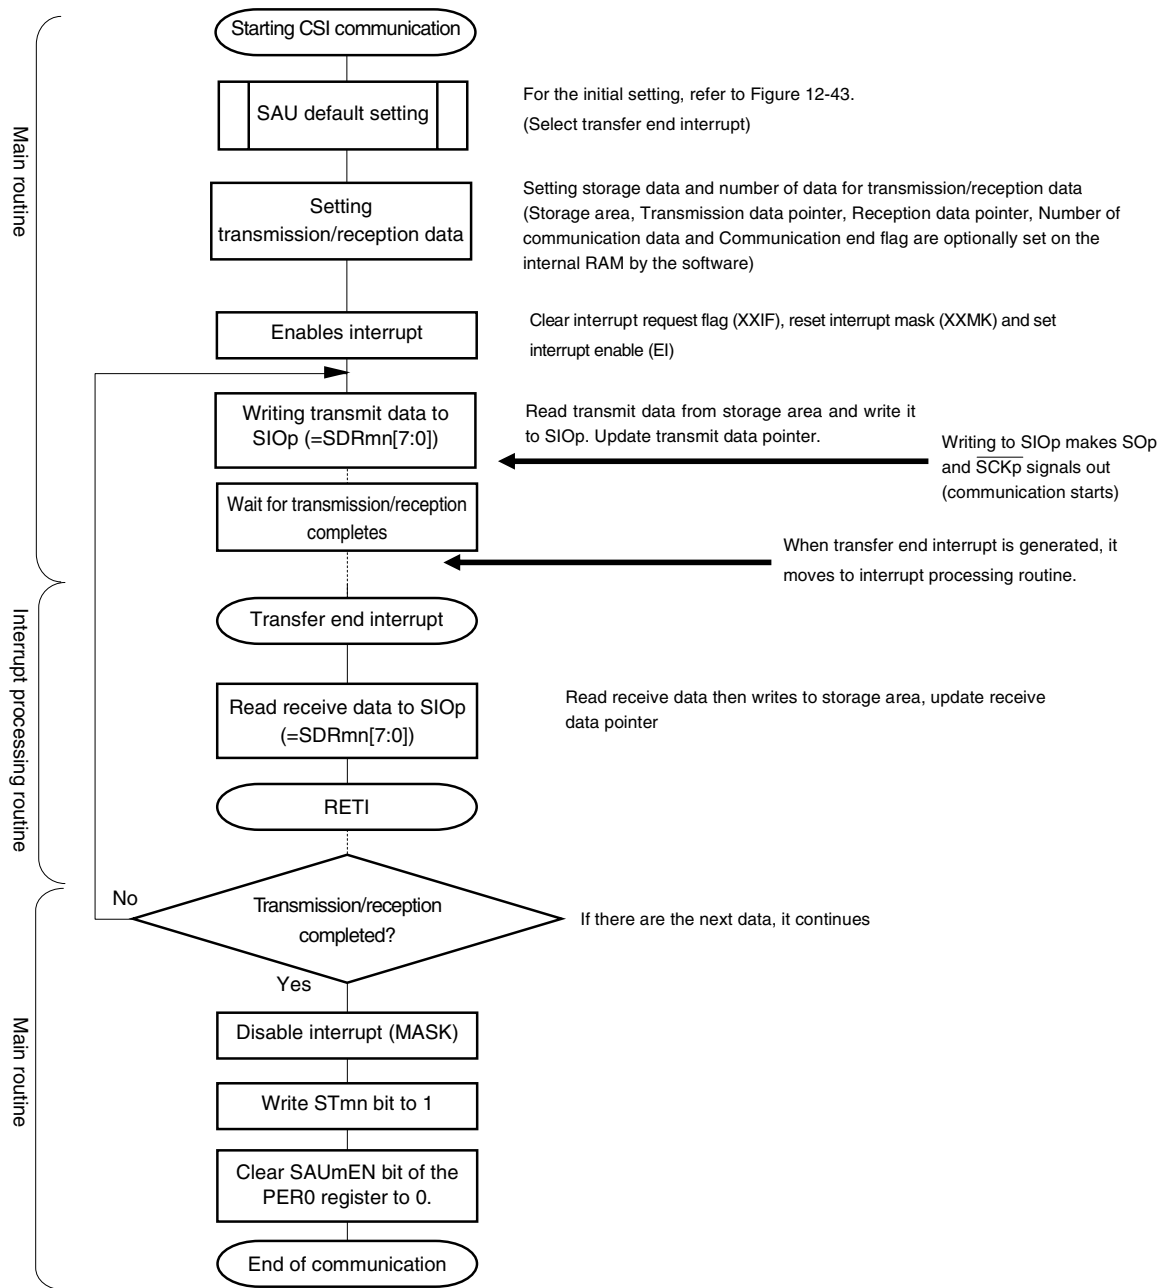 Starting CSI communication
Main routine
SAU default setting
For the initial setting, refer to Figure 12-43.
(Select transfer end interrupt)
Setting
transmission/reception data
Setting storage data and number of data for transmission/reception data
(Storage area, Transmission data pointer, Reception data pointer, Number of
communication data and Communication end flag are optionally set on the
internal RAM by the software)
Enables interrupt
Clear interrupt request flag (XXIF), reset interrupt mask (XXMK) and set
interrupt enable (EI)
Writing transmit data to
SIOp (=SDRmn[7:0])
Read transmit data from storage area and write it
to SIOp. Update transmit data pointer.
Writing to SIOp makes SOp
and SCKp signals out
(communication starts)
Wait for transmission/reception
completes
When transfer end interrupt is generated, it
moves to interrupt processing routine.
Interrupt processing routine
Transfer end interrupt
Read receive data to SIOp
(=SDRmn[7:0])
Read receive data then writes to storage area, update receive
data pointer
RETI
No
Transmission/reception
completed?
If there are the next data, it continues
Yes
Main routine
Disable interrupt (MASK)
Write STmn bit to 1
Clear SAUmEN bit of the
PER0 register to 0.
End of communication